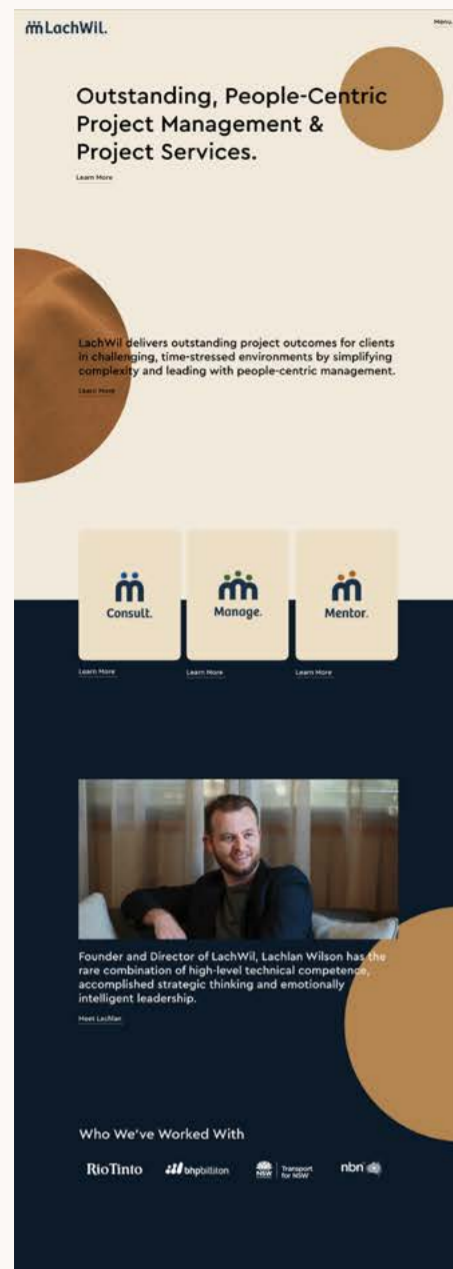 LachWil.
Menu
Outstanding, People-Centric
Project Management &
Project Services.
Learn More
LachWil delivers outstanding project outcomes for clients
in challenging, time-stressed environments by simplifying
complexity and leading with people-centric management.
Learn More
Consult.
Manage.
Mentor.
Learn More
Learn More
Learn More
Founder and Director of LachWil, Lachlan Wilson has the
rare combination of high-level technical competence,
accomplished strategic thinking and emotionally
intelligent leadership.
Meet Lachlan
Who We've Worked With
RioTinto
bhpbilliton
NSW
Transport
for NSW
nbn